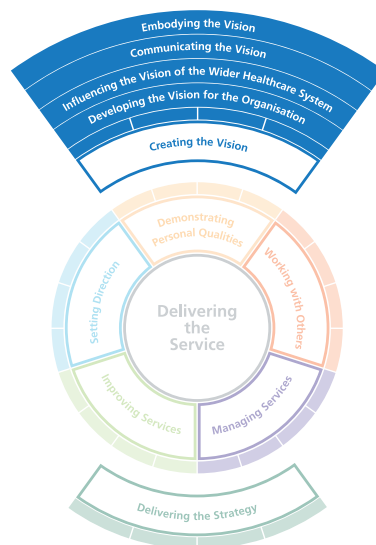 Embodying the Vision
Communicating the Vision
Influencing the Vision of the Wider Healthcare System
Developing the Vision for the Organisation
Creating the Vision
Demonstrating
Personal Qualities
Setting Direction
Working with Others
Delivering
the
Service
Improving Services
Managing Services
Delivering the Strategy